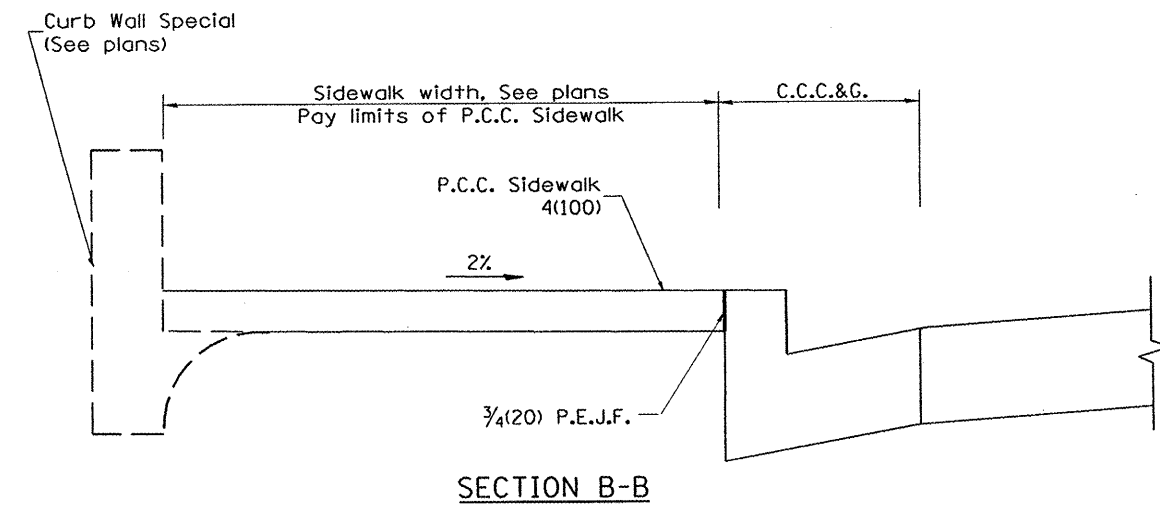 Curb Wall Special
(See plans)
Sidewalk width, See plans
Pay limits of P.C.C. Sidewalk
C.C.C.&G.
P.C.C. Sidewalk
4(100)
2%
¾(20) P.E.J.F.
SECTION B-B